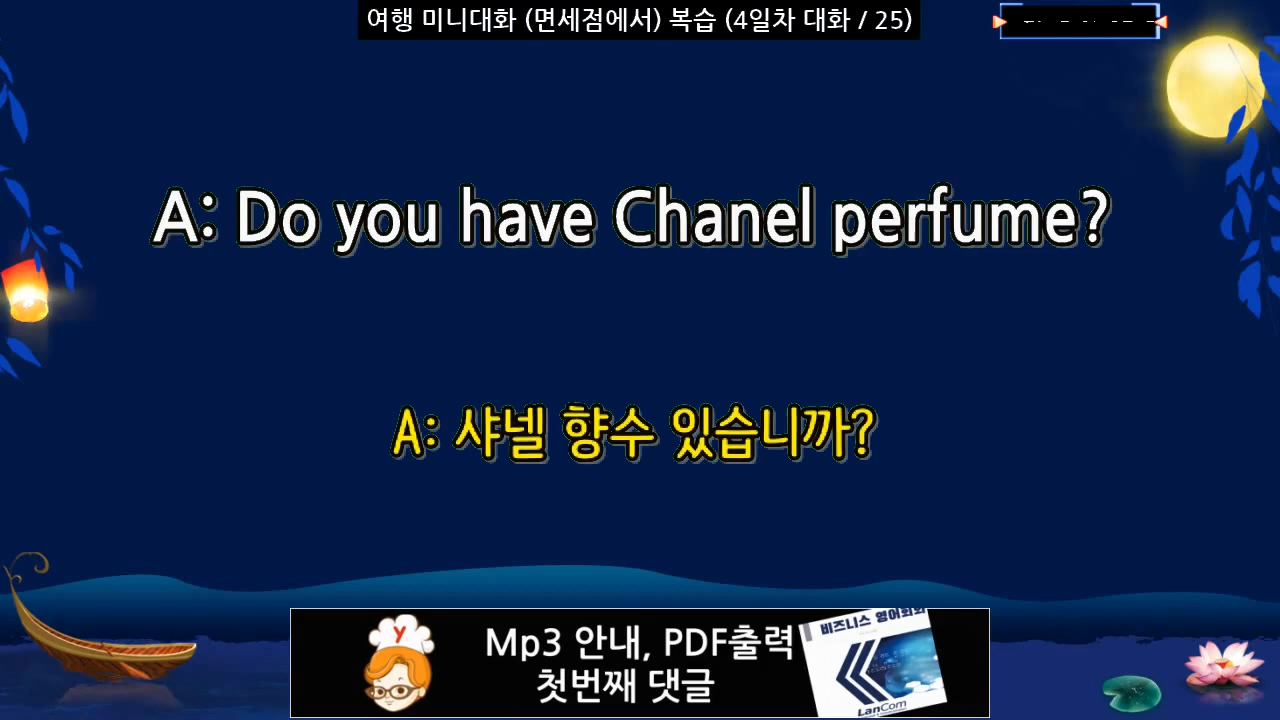 여행 미니대화 (면세점에서) 복습 (4일차 대화 / 25)
A: Do you have Chanel perfume?
A: 샤넬 향수 있습니까?
Y
Mp3 안내, PDF출력
첫번째 댓글
비즈니스 영어회화
LanCom